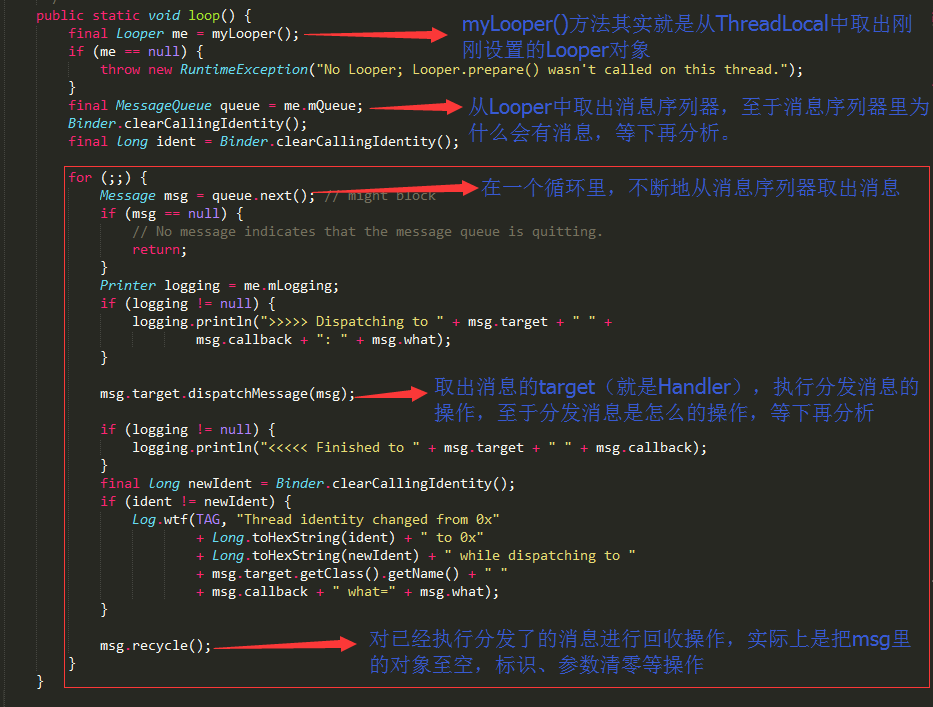 public static void loop() {
final Looper me = myLooper();
myLooper()方法其实就是从ThreadLocal中取出刚
刚设置的Looper对象
if (me == null) {
throw new RuntimeException("No Looper; Looper.prepare() wasn't called on this thread.");
}
final MessageQueue queue = me.mQueue;
从Looper中取出消息序列器，至于消息序列器里为
什么会有消息，等下再分析。
Binder.clearCallingIdentity();
final long ident = Binder.clearCallingIdentity();
for (;;) {
Message msg = queue.next(); // might block
在一个循环里，不断地从消息序列器取出消息
if (msg == null) {
// No message indicates that the message queue is quitting.
return;
}
Printer logging = me.mLogging;
if (logging != null) {
logging.println(">>>>> Dispatching to " + msg.target + " " +
msg.callback + ": " + msg.what);
}
msg.target.dispatchMessage(msg);
取出消息的target（就是Handler），执行分发消息的
操作，至于分发消息是怎么的操作，等下再分析
if (logging != null) {
logging.println("<<<<< Finished to " + msg.target + " " + msg.callback);
}
final long newIdent = Binder.clearCallingIdentity();
if (ident != newIdent) {
Log.wtf(TAG, "Thread identity changed from 0x"
+ Long.toHexString(ident) + " to 0x"
+ Long.toHexString(newIdent) + " while dispatching to "
+ msg.target.getClass().getName() + " "
+ msg.callback + " what=" + msg.what);
}
msg.recycle();
对已经执行分发了的消息进行回收操作，实际上是把msg里
的对象至空，标识、参数清零等操作
}
}